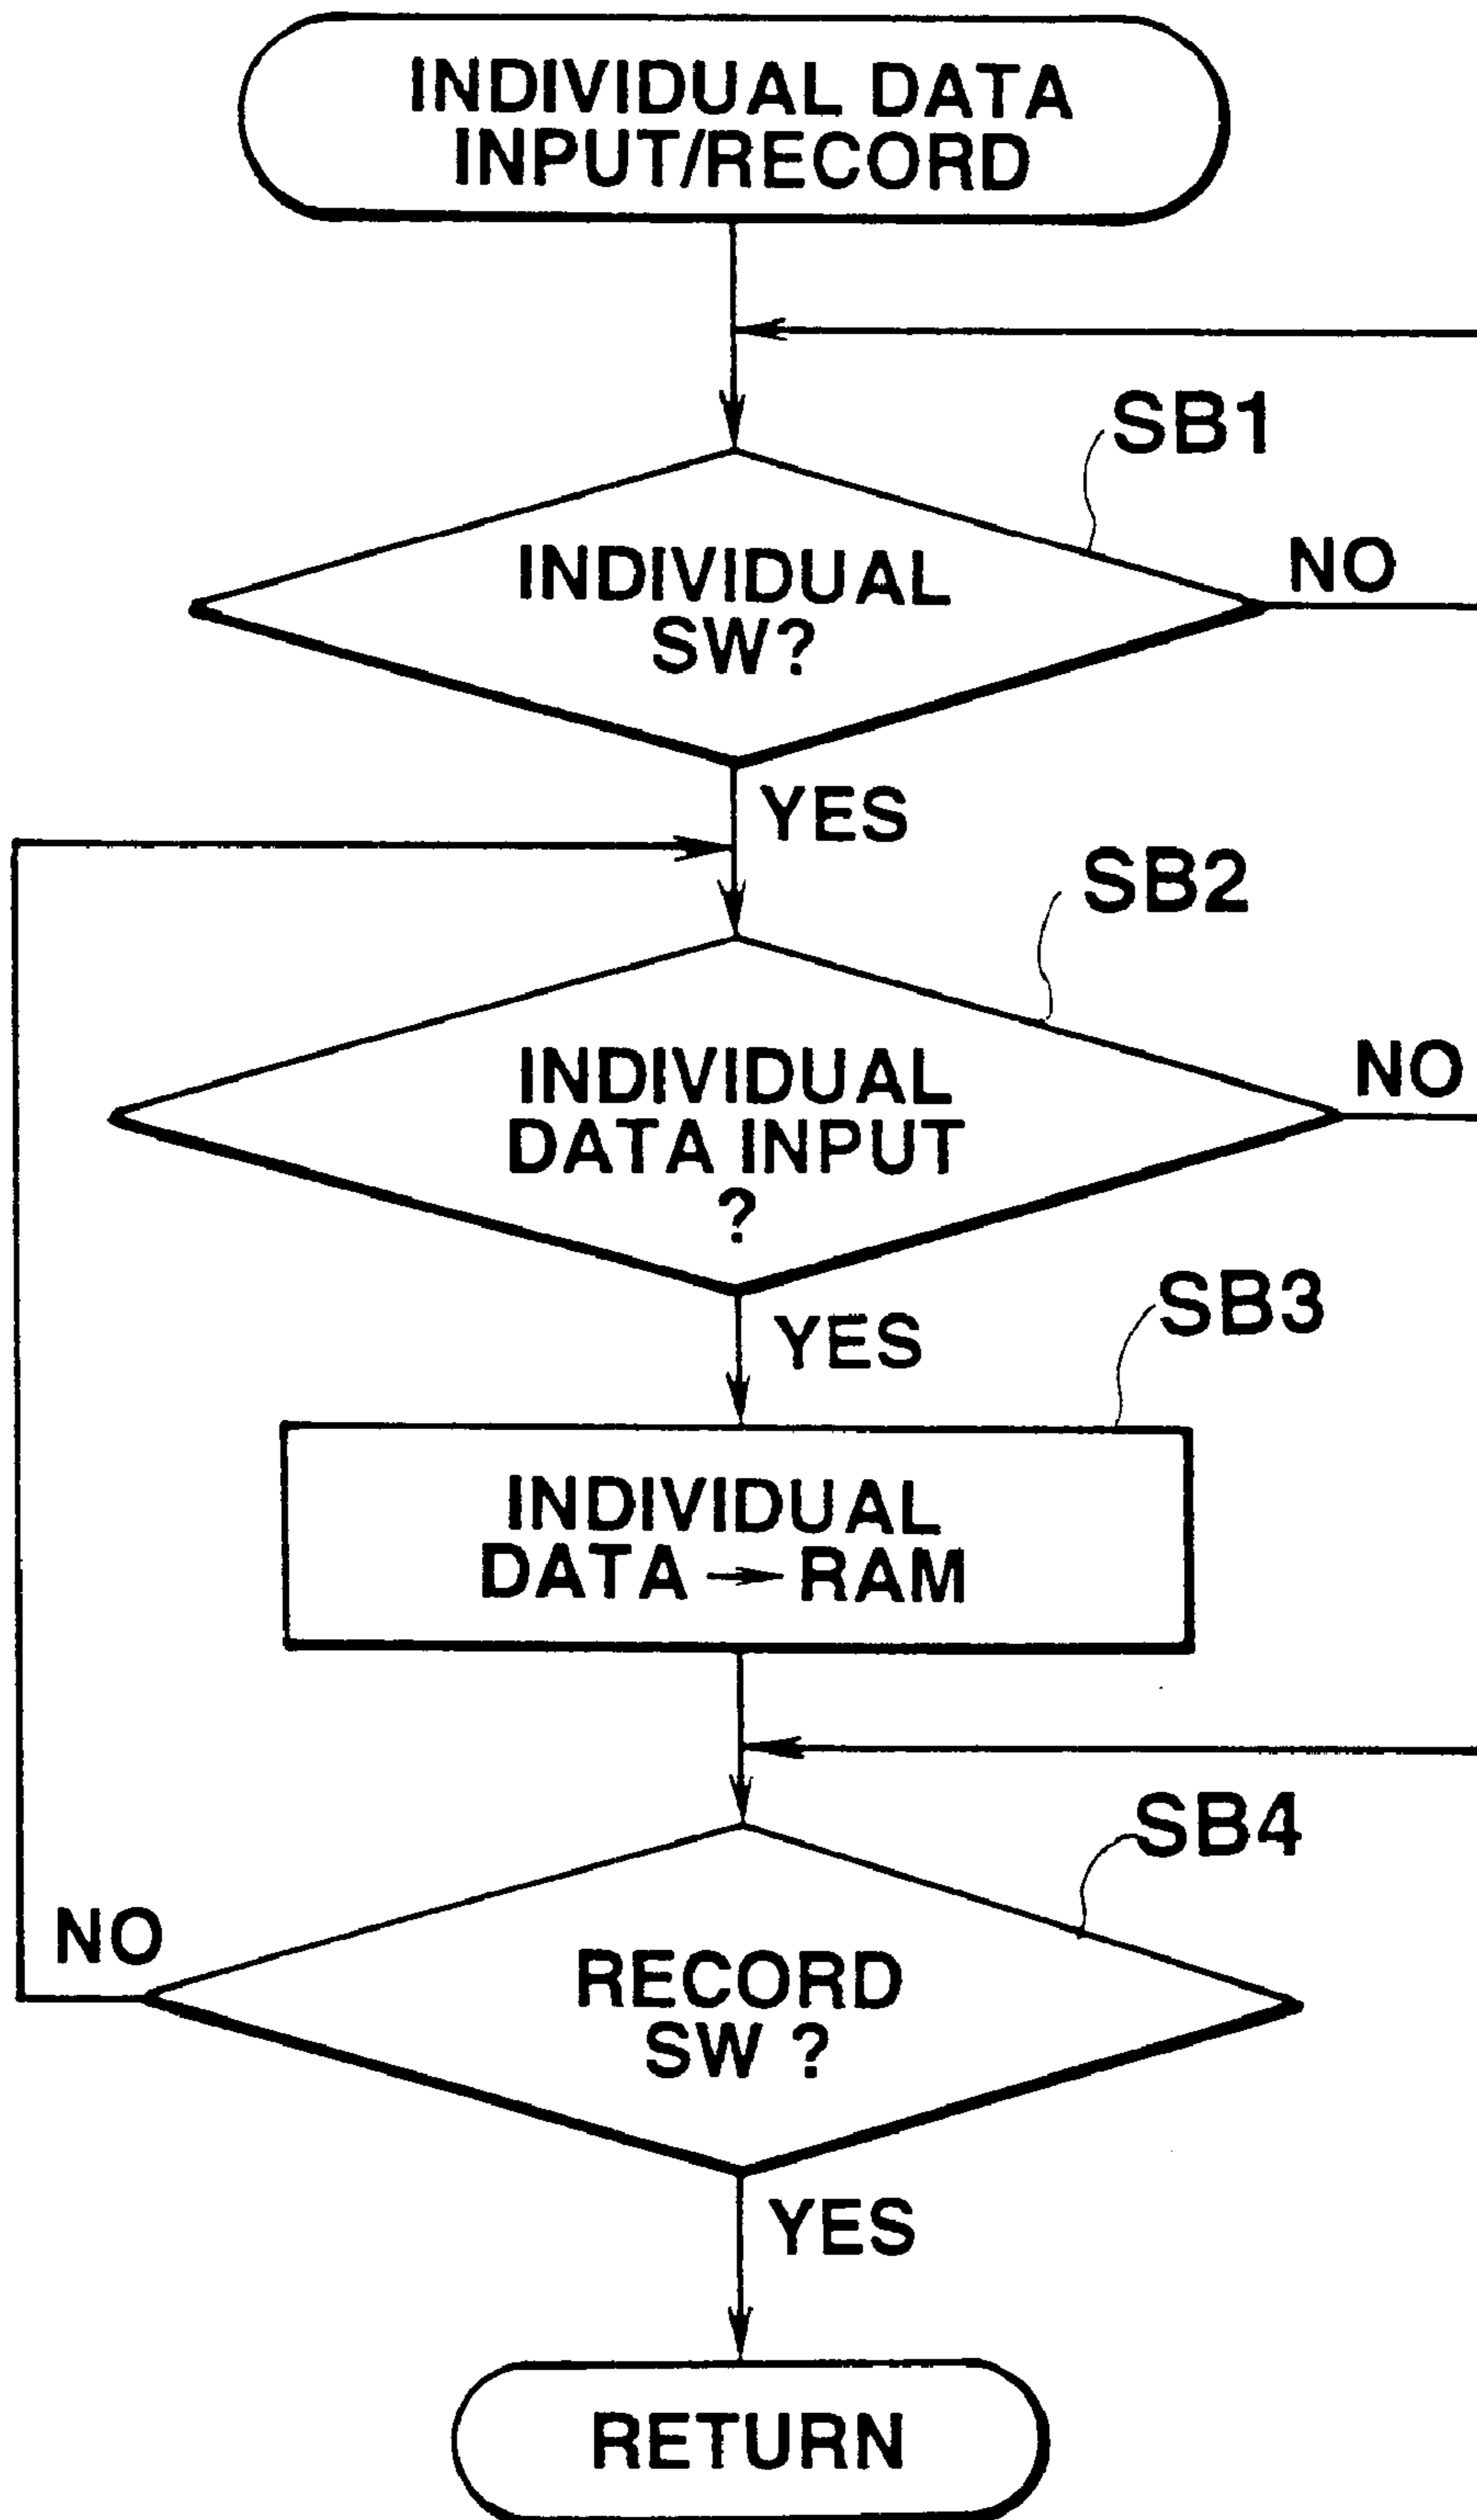 INDIVIDUAL DATA
INPUT/RECORD
SB1
INDIVIDUAL
SW?
NO
YES
SB2
INDIVIDUAL
DATA INPUT
?
NO
YES
SB3
INDIVIDUAL
DATA → RAM
SB4
NO
RECORD
SW ?
YES
RETURN